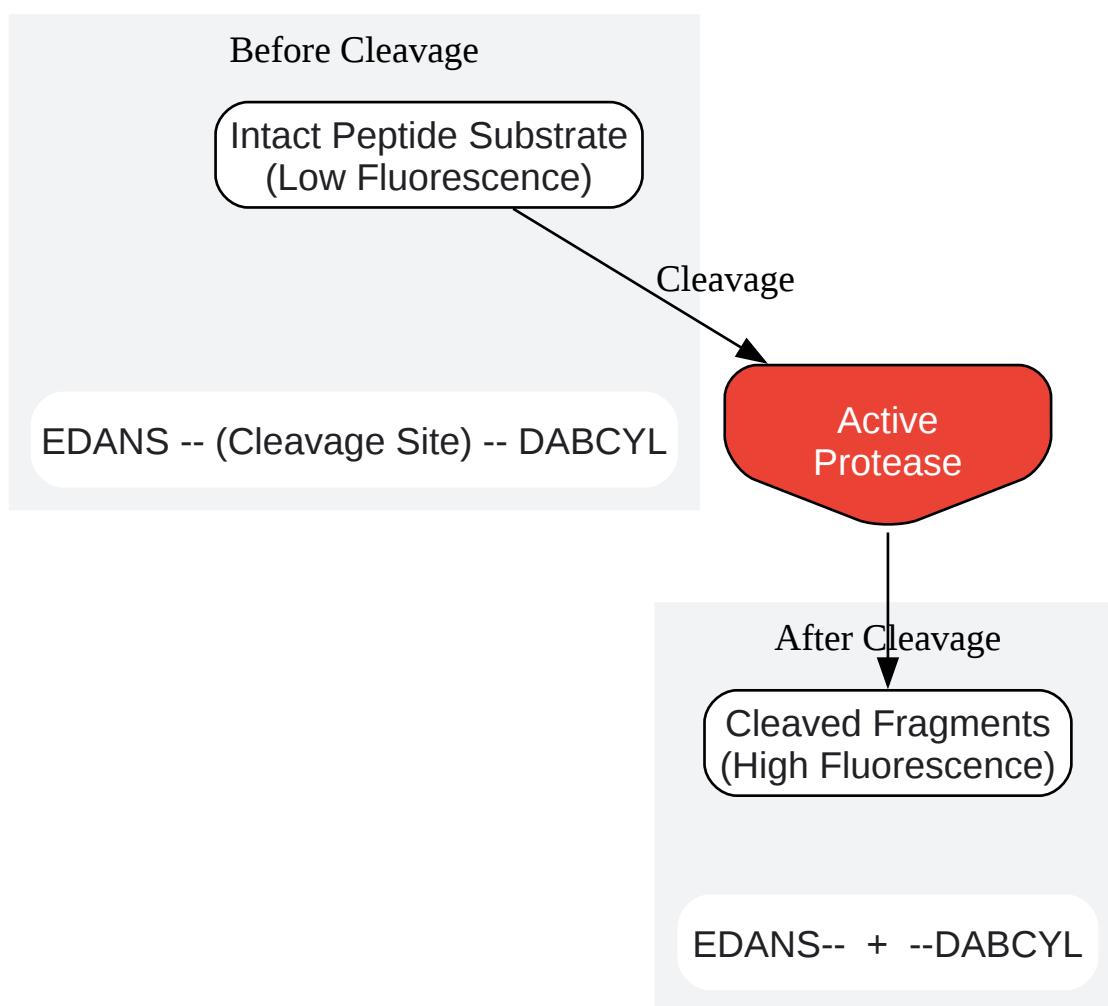 Before Cleavage
Intact Peptide Substrate
(Low Fluorescence)
Cleavage
EDANS -- (Cleavage Site) -- DABCYL
Active
Protease
After Cleavage
Cleaved Fragments
(High Fluorescence)
EDANS-- + --DABCYL